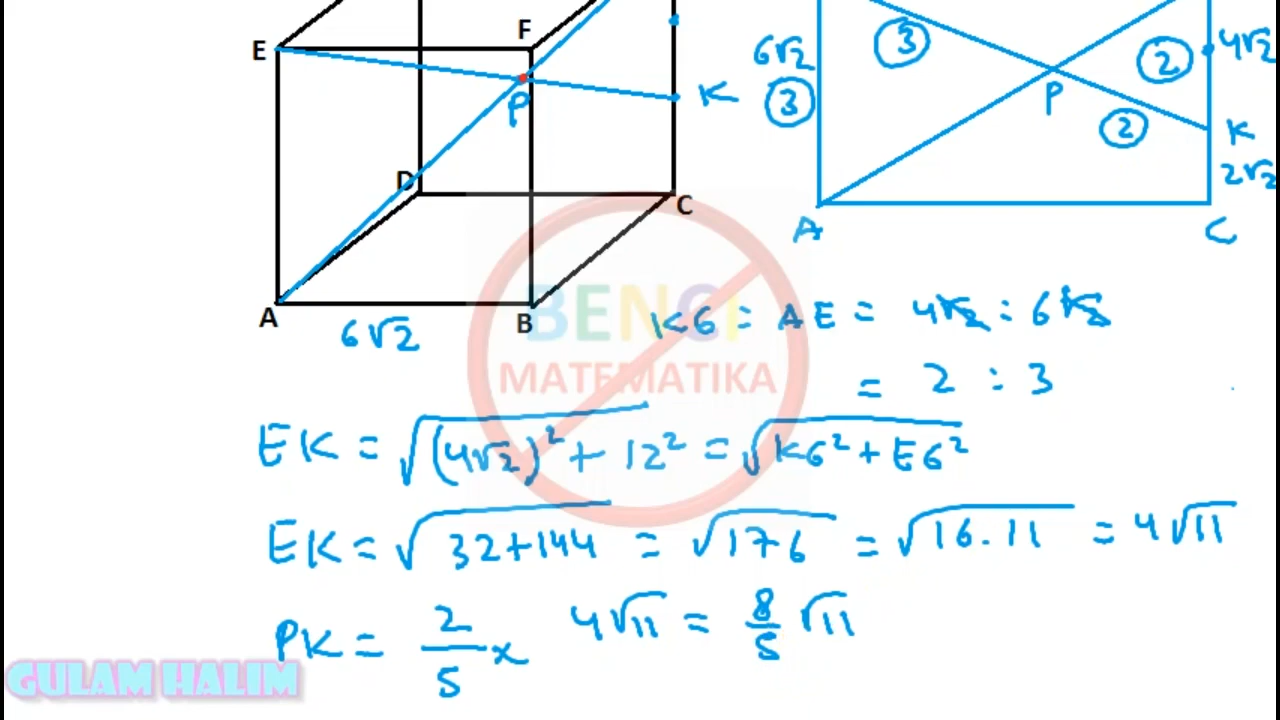 E
F
P
K
D
C
A
B
6√2
6√2
③
③
②
②
4√2
P
K
2√2
A
C
BENCI
MATEMATIKA
KG = AE = 4√2 : 6√2
= 2 : 3
EK = √(4√2)² + 12² = √KG² + EG²
EK = √32+144 = √176 = √16.11 = 4√11
PK = 2/5 x 4√11 = 8/5 √11
GULAM HALIM